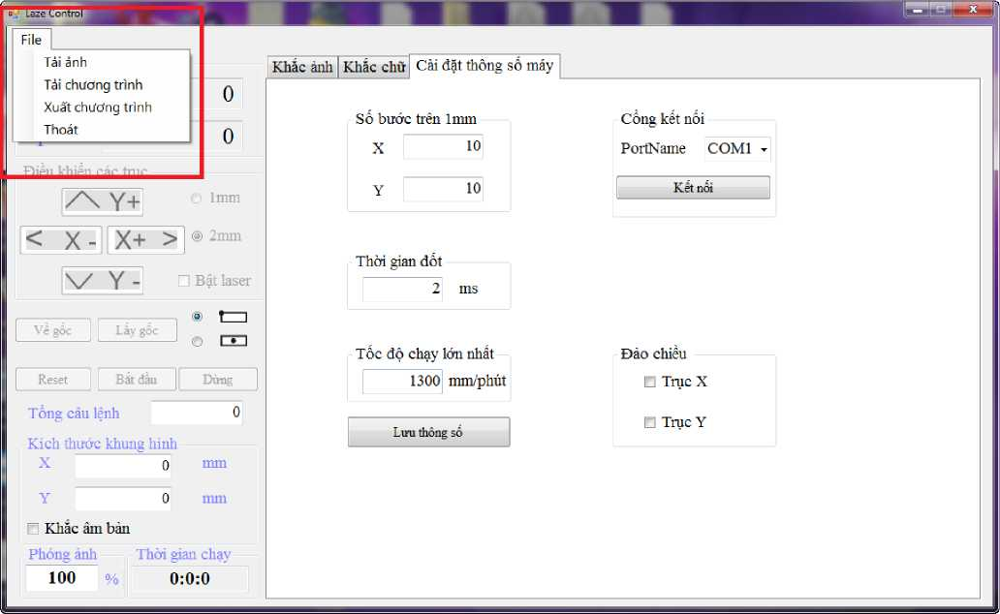 Laze Control
File
Tải ảnh
Tải chương trình
Xuất chương trình
Thoát
0
0
Điều khiển các trục
Y+
1mm
< X -
X+ >
2mm
Y -
Bật laser
Về gốc
Lấy gốc
Reset
Bắt đầu
Dừng
Tổng câu lệnh
0
Kích thước khung hình
X
0
mm
Y
0
mm
Khắc âm bản
Phóng ảnh
100
%
Thời gian chạy
0:0:0
Khắc ảnh
Khắc chữ
Cài đặt thông số máy
Số bước trên 1mm
X
10
Y
10
Thời gian đốt
2
ms
Tốc độ chạy lớn nhất
1300
mm/phút
Lưu thông số
Cổng kết nối
PortName
COM1
Kết nối
Đảo chiều
Trục X
Trục Y